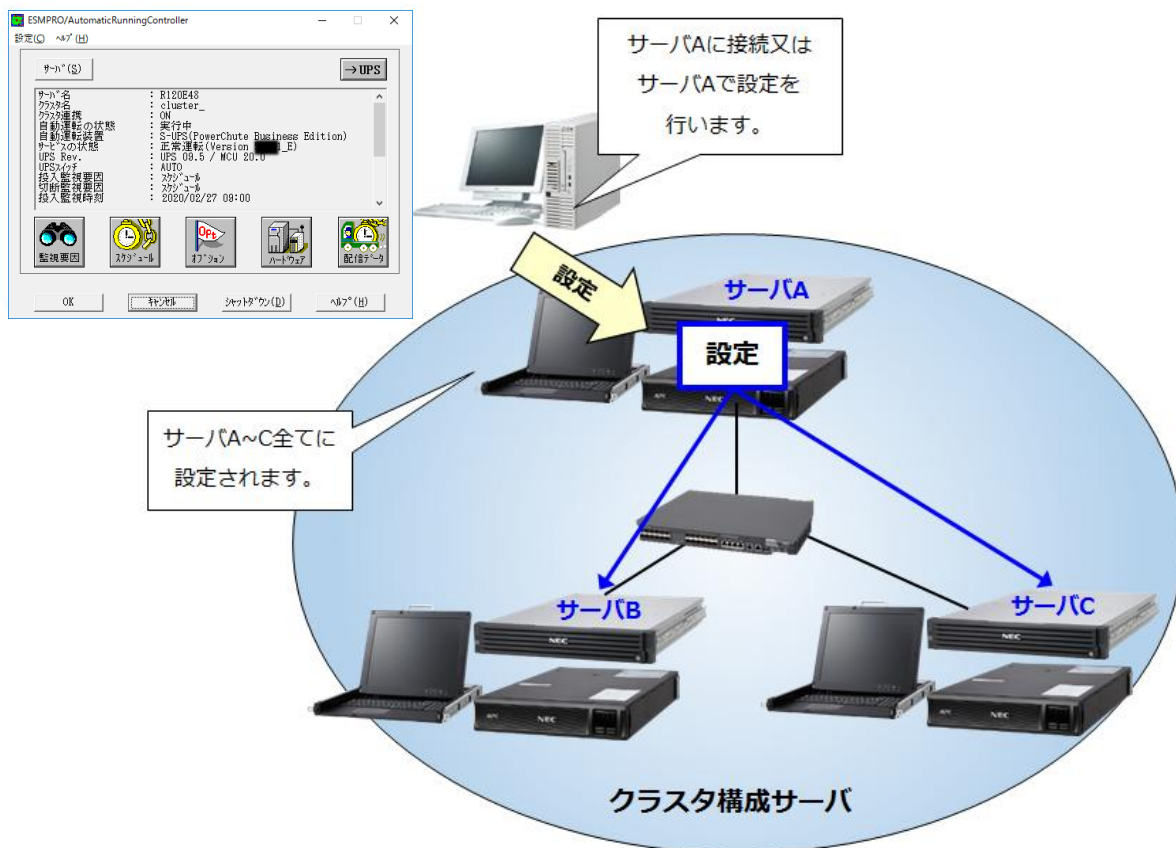 ESMPRO/AutomaticRunningController
設定(C) ﾍﾙﾌﾟ(H)
ｻｰﾊﾞ(S)
→UPS
ｻｰﾊﾞ名 : R120E48
ｸﾗｽﾀ名 : cluster_
ｸﾗｽﾀ連携 : ON
自動運転の状態 : 実行中
自動運転装置 : S-UPS(PowerChute Business Edition)
ｻｰﾋﾞｽの状態 : 正常運転(Version 1_E)
UPS Rev. : UPS 09.5 / MCU 20.0
UPSｽｲｯﾁ : AUTO
投入監視要因 : ｽｹｼﾞｭｰﾙ
切断監視要因 : ｽｹｼﾞｭｰﾙ
投入監視時刻 : 2020/02/27 09:00
監視要因
ｽｹｼﾞｭｰﾙ
Opt
ｵﾌﾟｼｮﾝ
ﾊｰﾄﾞｳｪｱ
配信ﾃﾞｰﾀ
OK
ｷｬﾝｾﾙ
ｼｬｯﾄﾀﾞｳﾝ(D)
ﾍﾙﾌﾟ(H)
サーバAに接続又は
サーバAで設定を
行います。
設定
サーバA
設定
NEC
サーバA~C全てに
設定されます。
サーバB
NEC
NEC
サーバC
NEC
NEC
クラスタ構成サーバ